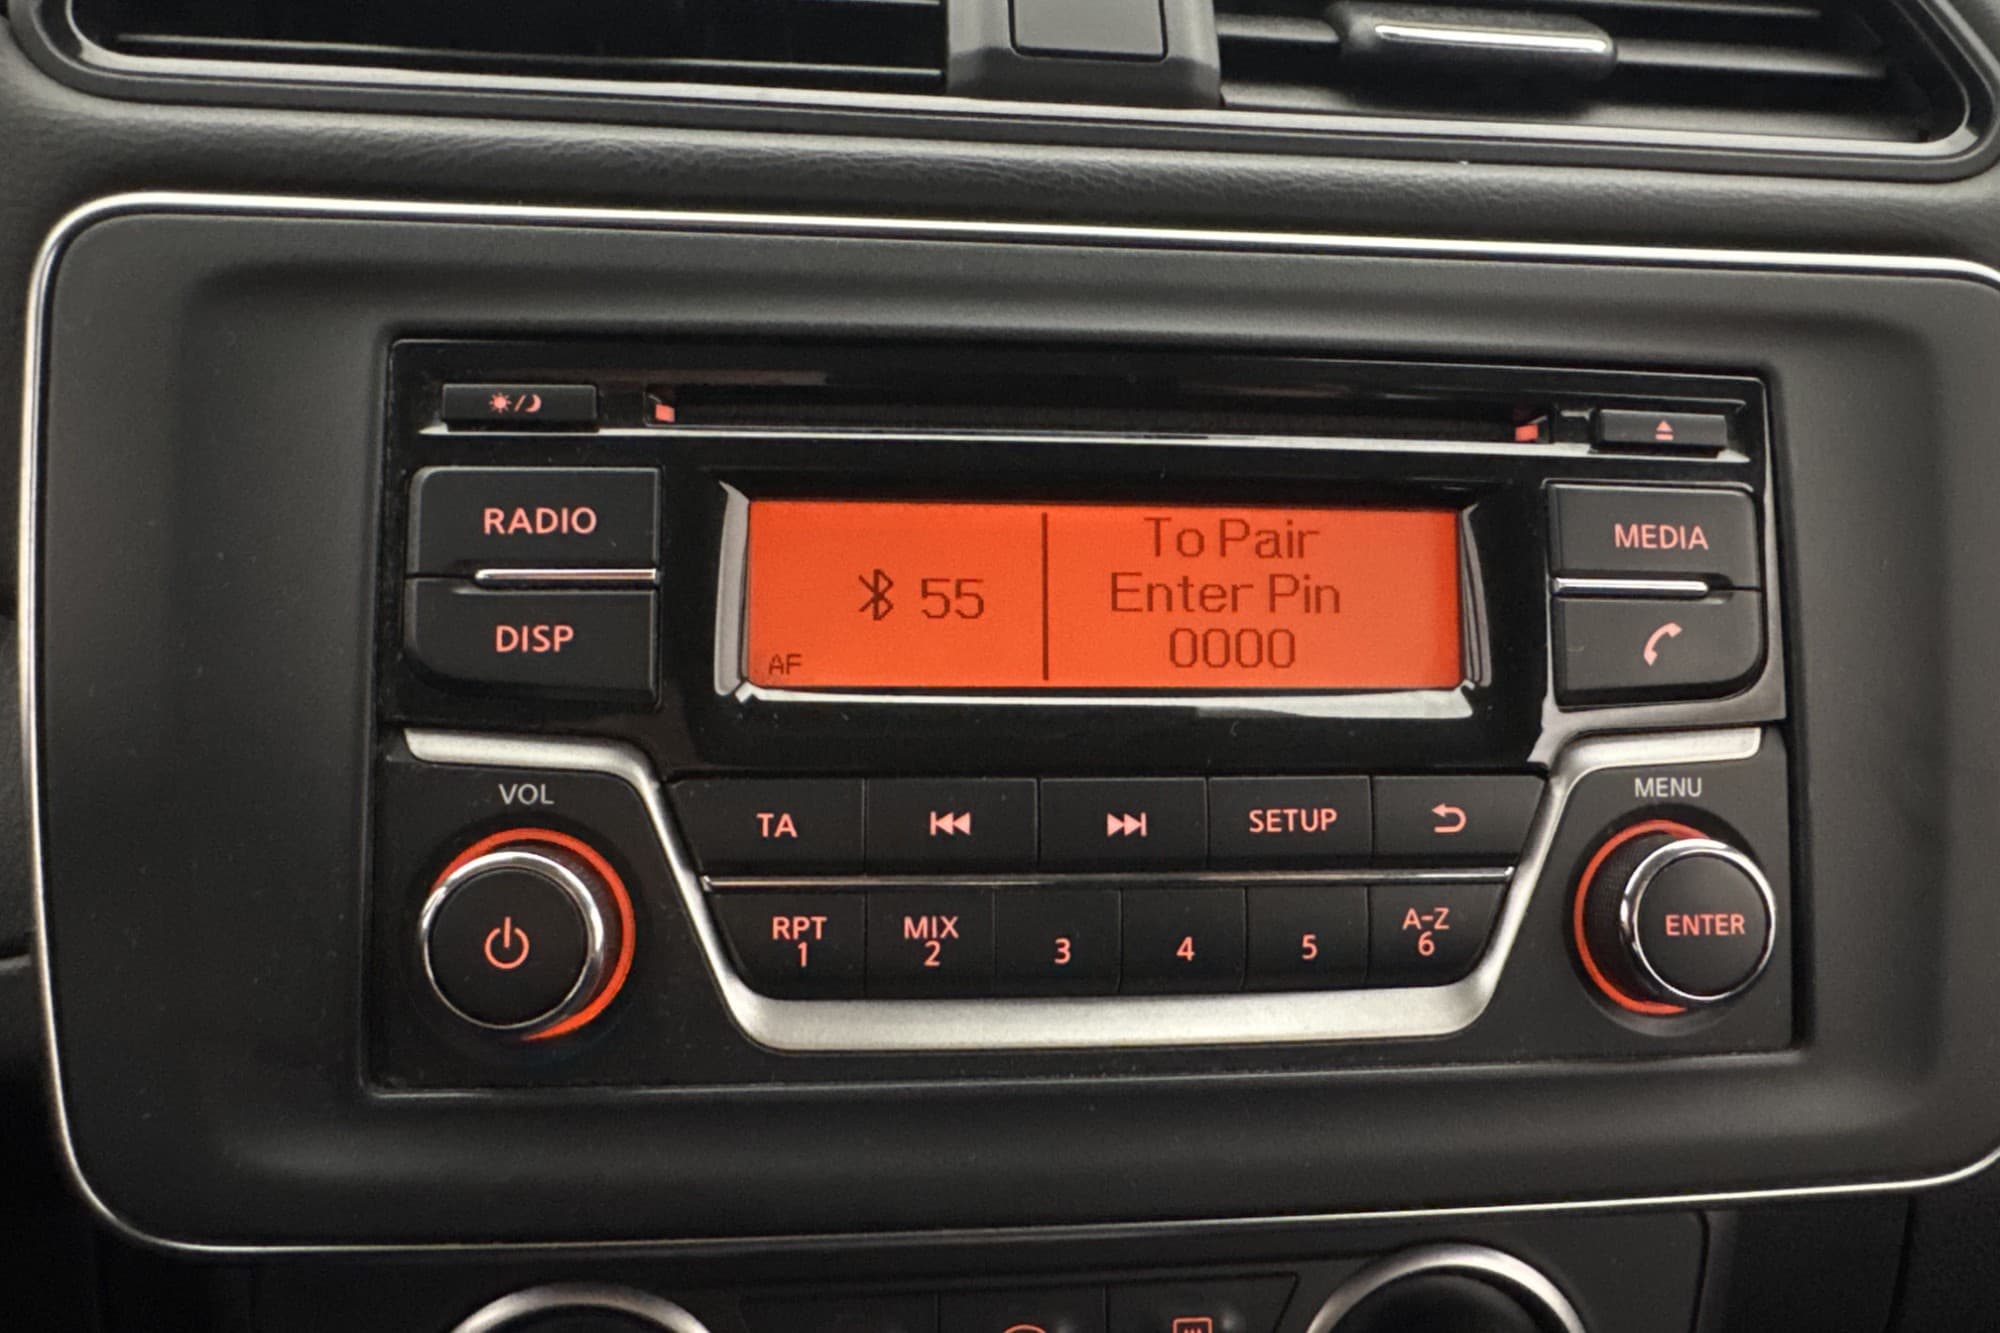 RADIO
DISP
55
AF
To Pair
Enter Pin
0000
MEDIA
VOL
MENU
TA
SETUP
RPT
1
MIX
2
3
4
5
A-Z
6
ENTER